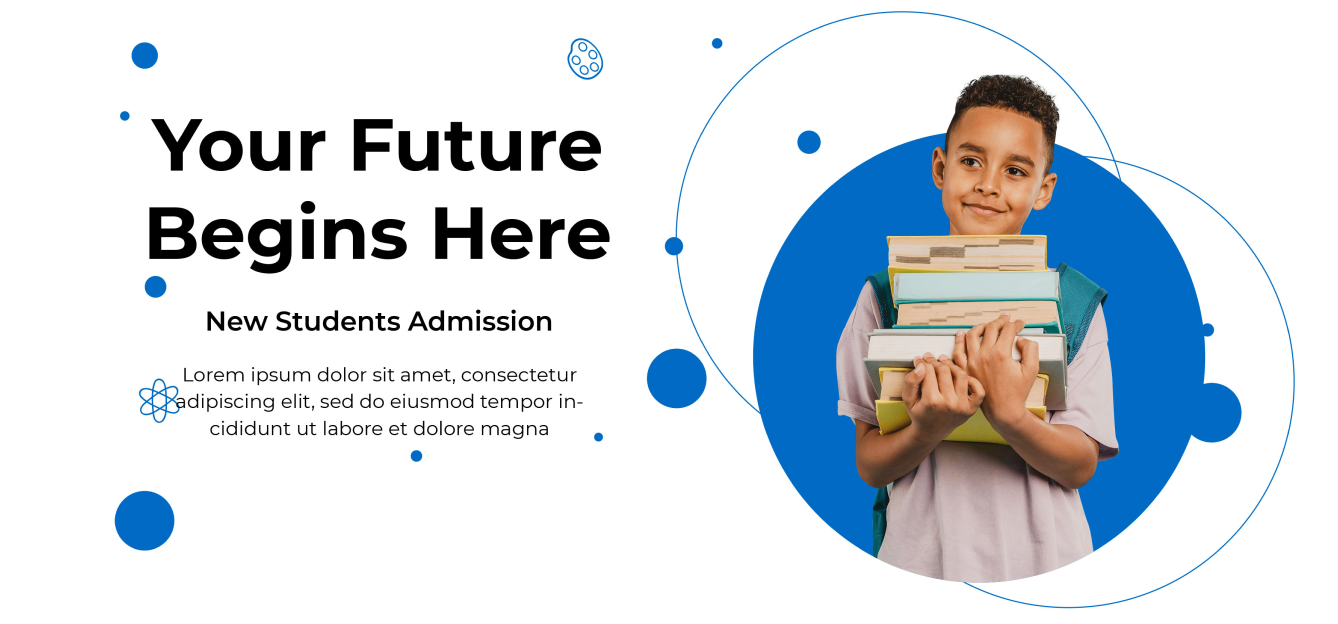 Your Future
Begins Here
New Students Admission
Lorem ipsum dolor sit amet, consectetur
adipiscing elit, sed do eiusmod tempor in-
cididunt ut labore et dolore magna